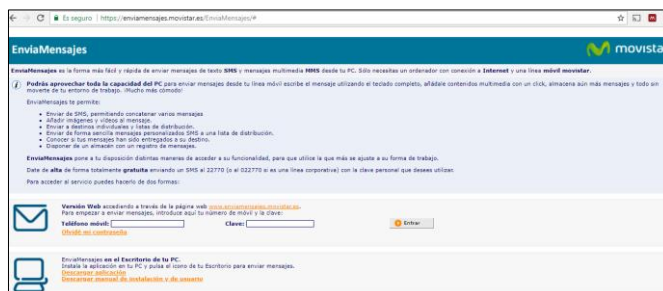 Es seguro | https://enviamensajes.movistar.es/EnviaMensajes/#
EnviaMensajes
movistar
EnviaMensajes es la forma más fácil y rápida de enviar mensajes de texto SMS y mensajes multimedia MMS desde tu PC. Sólo necesitas un ordenador con conexión a Internet y una línea móvil movistar.
Podrás aprovechar toda la capacidad del PC para enviar mensajes desde tu línea móvil escribe el mensaje utilizando el teclado completo, añádele contenidos multimedia con un click, almacena aún más mensajes y todo sin
moverte de tu entorno de trabajo. ¡Mucho más cómodo!
EnviaMensajes te permite:
Enviar de SMS, permitiendo concatenar varios mensajes
Añadir imágenes y vídeos al mensaje.
Enviar a destinos individuales y listas de distribución.
Enviar de forma sencilla mensajes personalizados SMS a una lista de distribución.
Conocer si tus mensajes han sido entregados a su destino.
Disponer de un almacén con un registro de mensajes.
EnviaMensajes pone a tu disposición distintas maneras de acceder a su funcionalidad, para que utilice la que más se ajuste a su forma de trabajo.
Date de alta de forma totalmente gratuita enviando un SMS al 22770 (o al 022770 si es una línea corporativa) con la clave personal que desees utilizar.
Para acceder al servicio puedes hacerlo de dos formas:
Versión Web accediendo a través de la página web www.enviamensajes.movistar.es.
Para empezar a enviar mensajes, introduce aquí tu número de móvil y la clave:
Teléfono móvil: Clave: Entrar
Olvidé mi contraseña
EnviaMensajes en el Escritorio de tu PC.
Instala la aplicación en tu PC y pulsa el icono de tu Escritorio para enviar mensajes.
Descargar aplicación
Descargar manual de instalación y de usuario